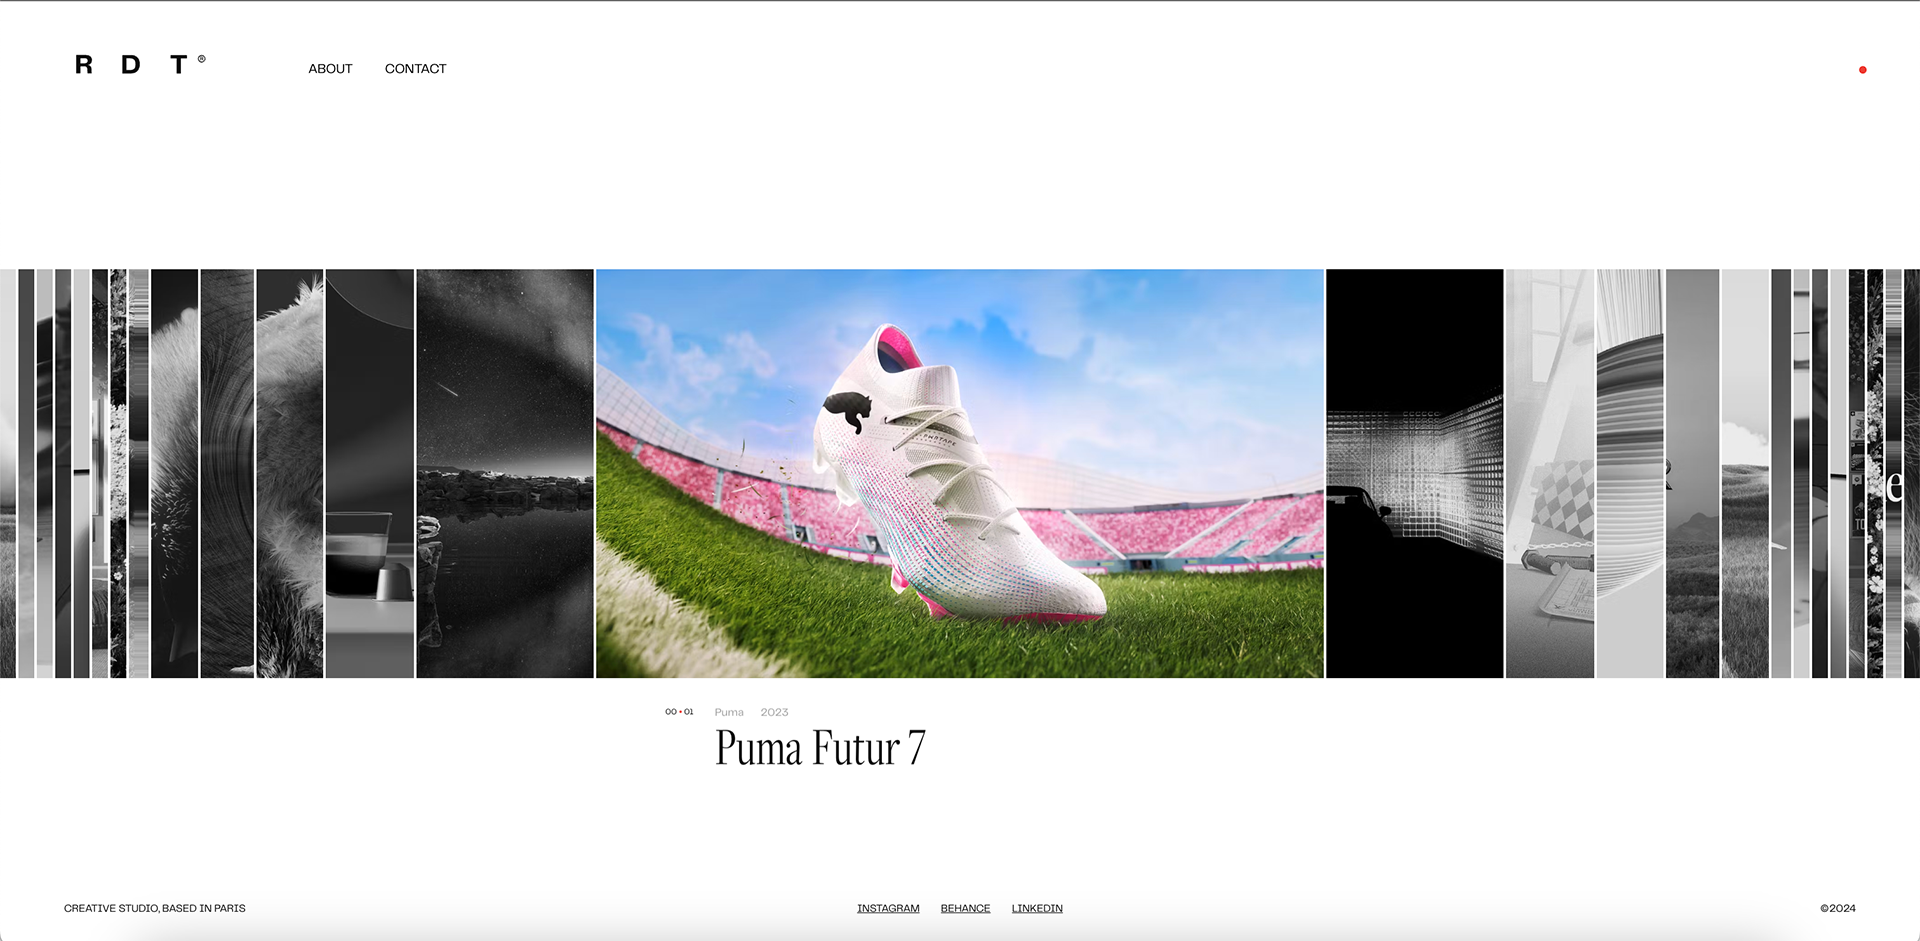 R D T ®
ABOUT CONTACT
00 • 01 Puma 2023
Puma Futur 7
CREATIVE STUDIO, BASED IN PARIS
INSTAGRAM BEHANCE LINKEDIN
©2024